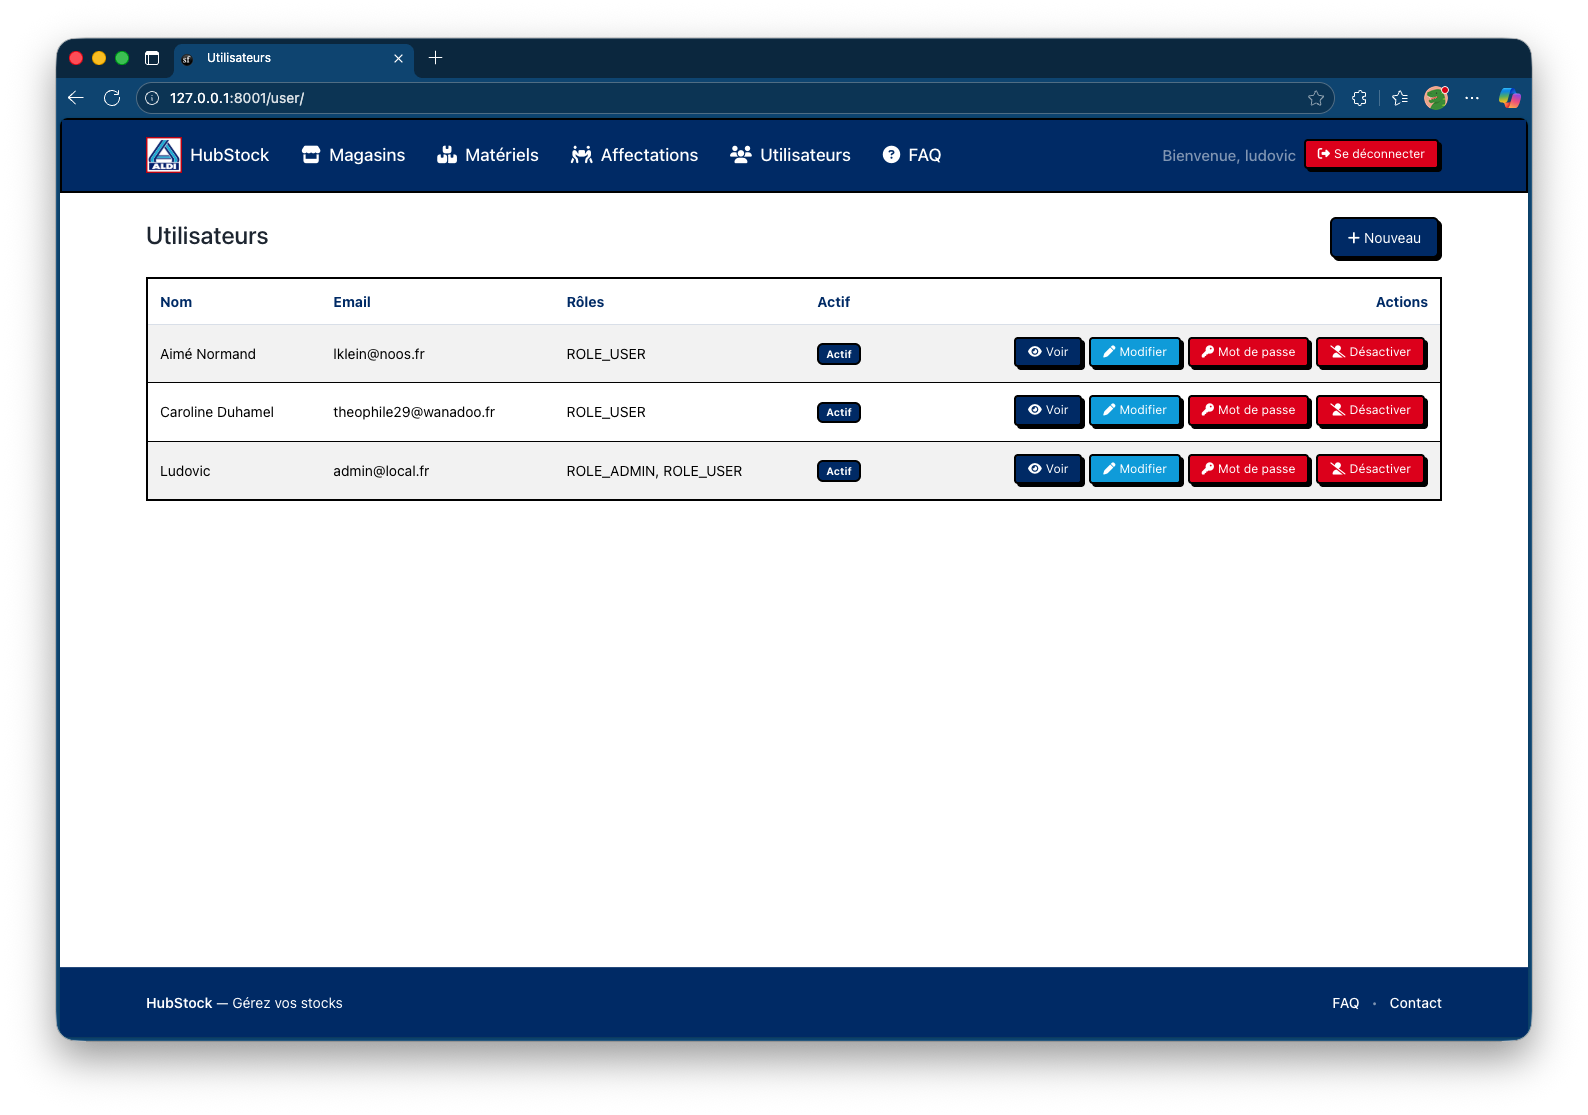 Utilisateurs
127.0.0.1:8001/user/
ALDI HubStock Magasins Matériels Affectations Utilisateurs FAQ Bienvenue, ludovic Se déconnecter
Utilisateurs + Nouveau
Nom Email Rôles Actif Actions
Aimé Normand lklein@noos.fr ROLE_USER Actif Voir Modifier Mot de passe Désactiver
Caroline Duhamel theophile29@wanadoo.fr ROLE_USER Actif Voir Modifier Mot de passe Désactiver
Ludovic admin@local.fr ROLE_ADMIN, ROLE_USER Actif Voir Modifier Mot de passe Désactiver
HubStock — Gérez vos stocks FAQ • Contact